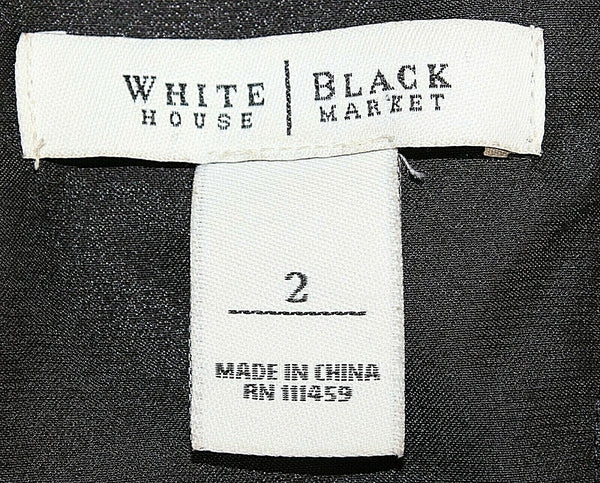 WHITE HOUSE | BLACK MARKET
2
MADE IN CHINA
RN 111459